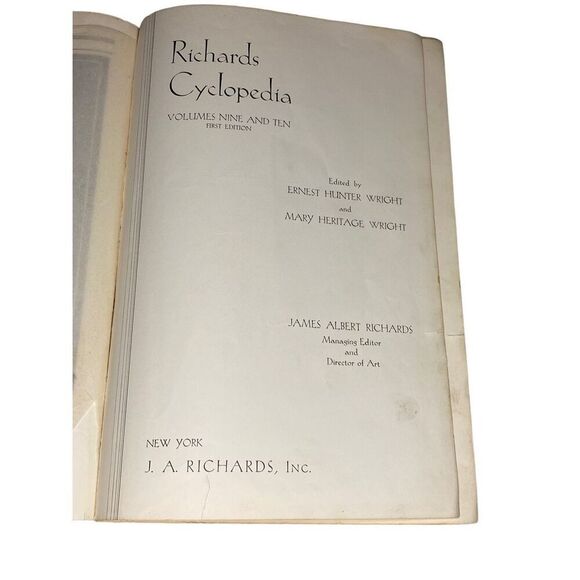 Richards
Cyclopedia
VOLUMES NINE AND TEN
FIRST EDITION
Edited by
ERNEST HUNTER WRIGHT
and
MARY HERITAGE WRIGHT
JAMES ALBERT RICHARDS
Managing Editor
and
Director of Art
NEW YORK
J. A. RICHARDS, INC.